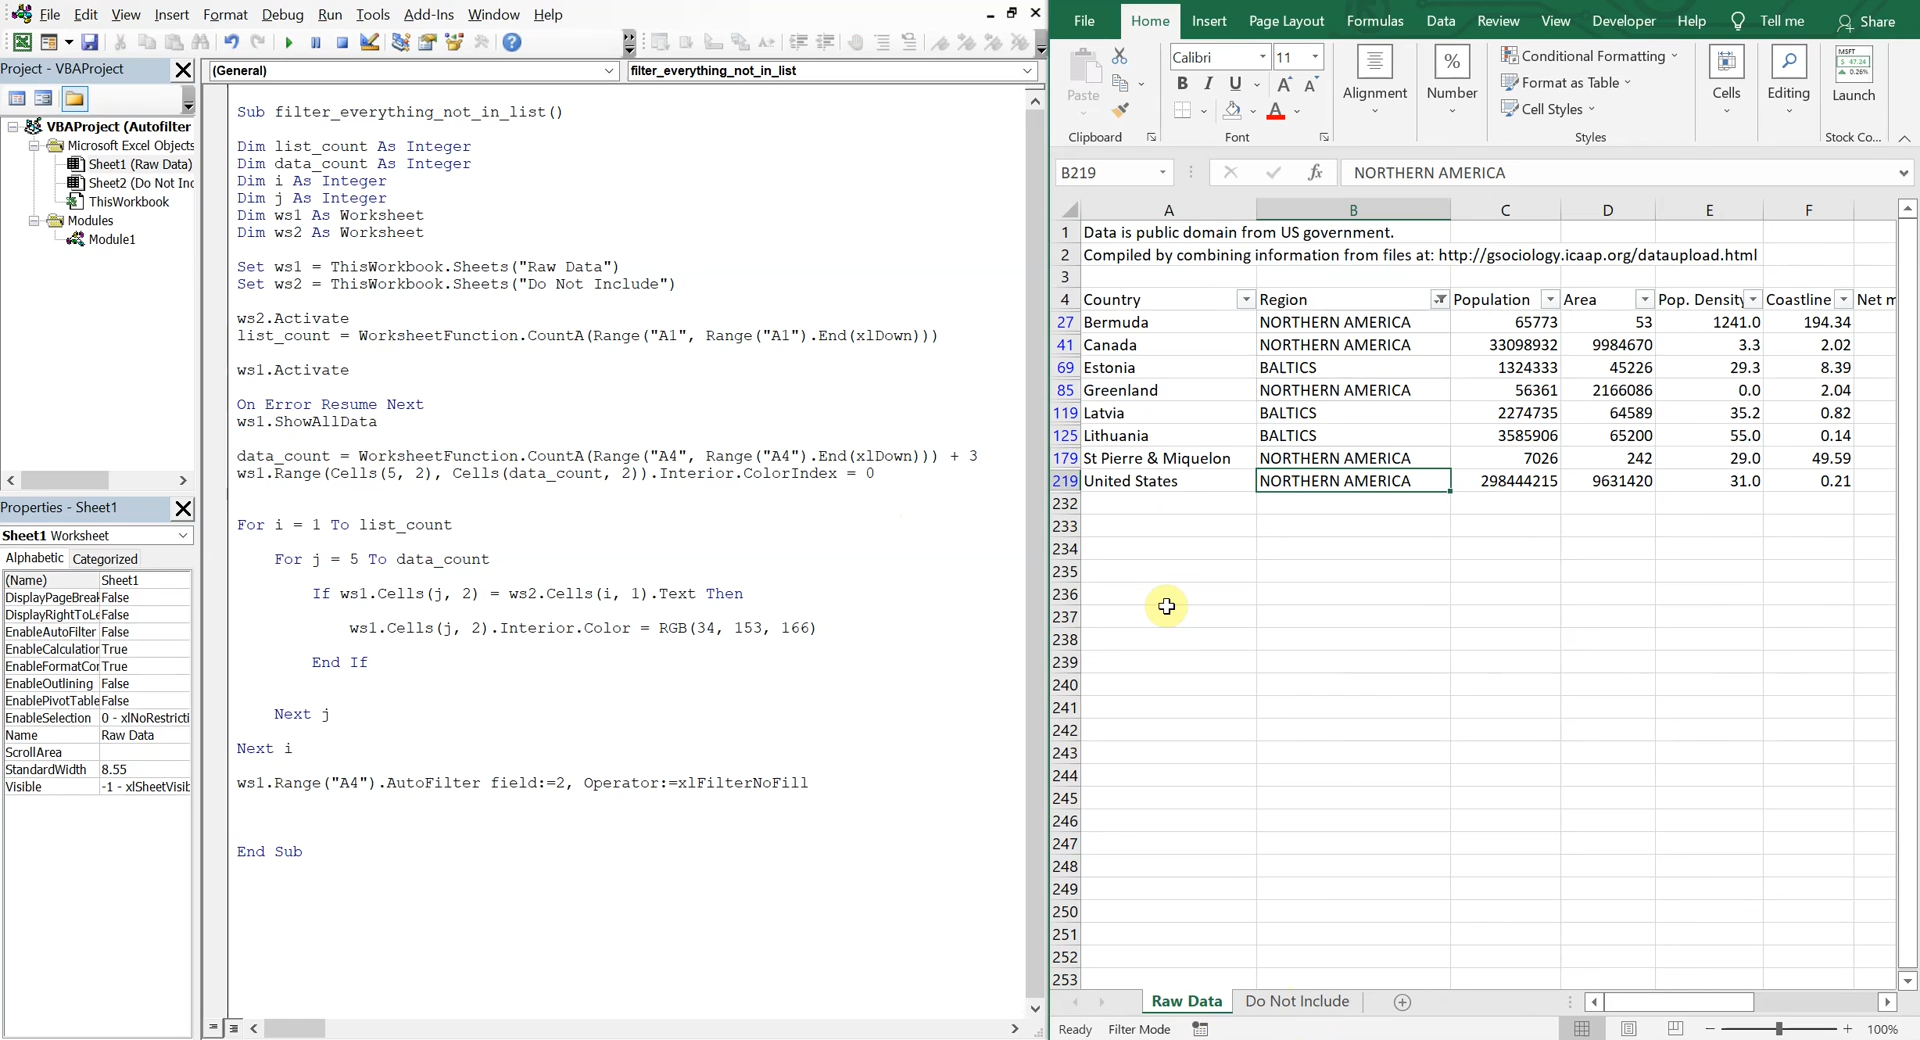 File Edit View Insert Format Debug Run Tools Add-Ins Window Help
Project - VBAProject
VBAProject (Autofilter
Microsoft Excel Objects
Sheet1 (Raw Data)
Sheet2 (Do Not Inc
ThisWorkbook
Modules
Module1
Properties - Sheet1
Sheet1 Worksheet
Alphabetic Categorized
(Name) Sheet1
DisplayPageBreak False
DisplayRightToLe False
EnableAutoFilter False
EnableCalculation True
EnableFormatCor True
EnableOutlining False
EnablePivotTable False
EnableSelection 0 - xlNoRestricti
Name Raw Data
ScrollArea
StandardWidth 8.55
Visible -1 - xlSheetVisib
(General) filter_everything_not_in_list
Sub filter_everything_not_in_list()
Dim list_count As Integer
Dim data_count As Integer
Dim i As Integer
Dim j As Integer
Dim ws1 As Worksheet
Dim ws2 As Worksheet
Set ws1 = ThisWorkbook.Sheets("Raw Data")
Set ws2 = ThisWorkbook.Sheets("Do Not Include")
ws2.Activate
list_count = WorksheetFunction.CountA(Range("A1", Range("A1").End(xlDown)))
ws1.Activate
On Error Resume Next
ws1.ShowAllData
data_count = WorksheetFunction.CountA(Range("A4", Range("A4").End(xlDown))) + 3
ws1.Range(Cells(5, 2), Cells(data_count, 2)).Interior.ColorIndex = 0
For i = 1 To list_count
For j = 5 To data_count
If ws1.Cells(j, 2) = ws2.Cells(i, 1).Text Then
ws1.Cells(j, 2).Interior.Color = RGB(34, 153, 166)
End If
Next j
Next i
ws1.Range("A4").AutoFilter field:=2, Operator:=xlFilterNoFill
End Sub
File Home Insert Page Layout Formulas Data Review View Developer Help Tell me Share
Paste
Clipboard
Calibri 11
B I U A A
A
Font
Alignment
%
Number
Conditional Formatting
Format as Table
Cell Styles
Styles
Cells
Editing
MSFT
$ 47.24
0.26%
Launch
Stock Co...
B219 fx NORTHERN AMERICA
A B C D E F
1 Data is public domain from US government.
2 Compiled by combining information from files at: http://gsociology.icaap.org/dataupload.html
3
4 Country Region Population Area Pop. Density Coastline Net m
27 Bermuda NORTHERN AMERICA 65773 53 1241.0 194.34
41 Canada NORTHERN AMERICA 33098932 9984670 3.3 2.02
69 Estonia BALTICS 1324333 45226 29.3 8.39
85 Greenland NORTHERN AMERICA 56361 2166086 0.0 2.04
119 Latvia BALTICS 2274735 64589 35.2 0.82
125 Lithuania BALTICS 3585906 65200 55.0 0.14
179 St Pierre & Miquelon NORTHERN AMERICA 7026 242 29.0 49.59
219 United States NORTHERN AMERICA 298444215 9631420 31.0 0.21
232
233
234
235
236
237
238
239
240
241
242
243
244
245
246
247
248
249
250
251
252
253
Raw Data Do Not Include
Ready Filter Mode 100%